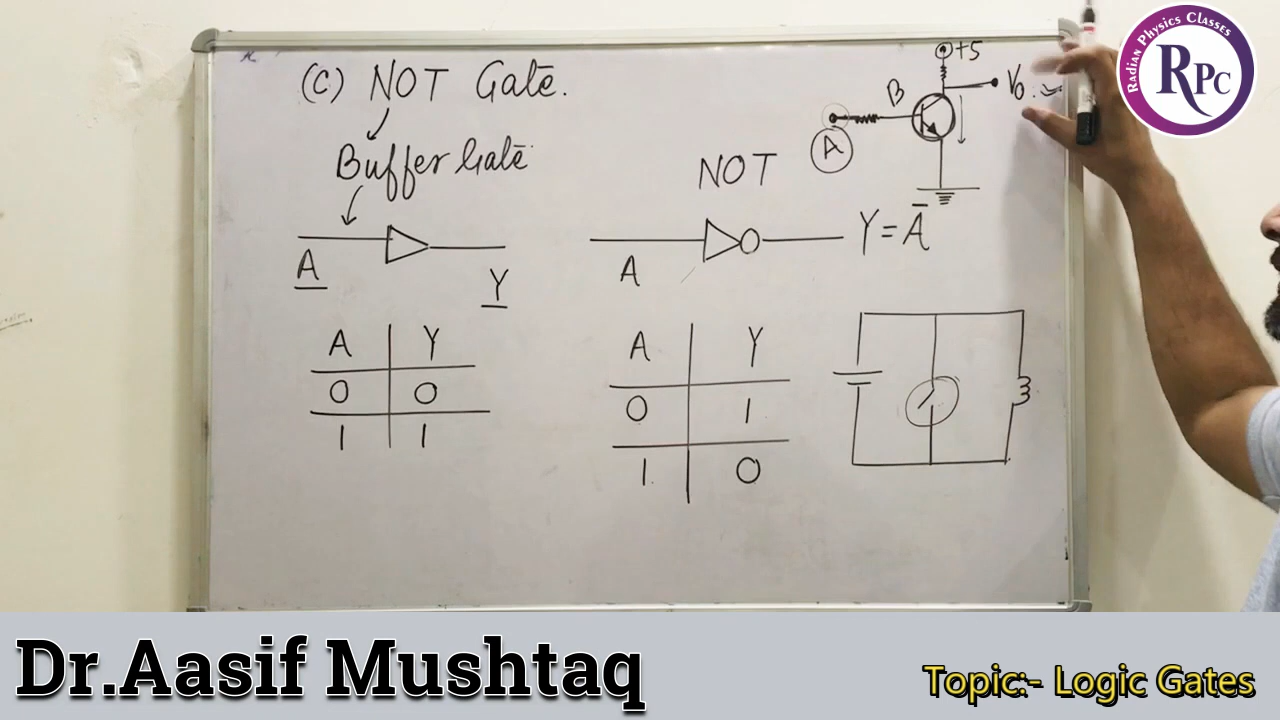 (C) NOT Gate.
Buffer Gate
A
Y
A Y
0 0
1 1
NOT
A
Y = Ā
A Y
0 1
1 0
+5
B
V₀.
A
RADIAN PHYSICS CLASSES
RPC
Dr.Aasif Mushtaq
Topic:- Logic Gates